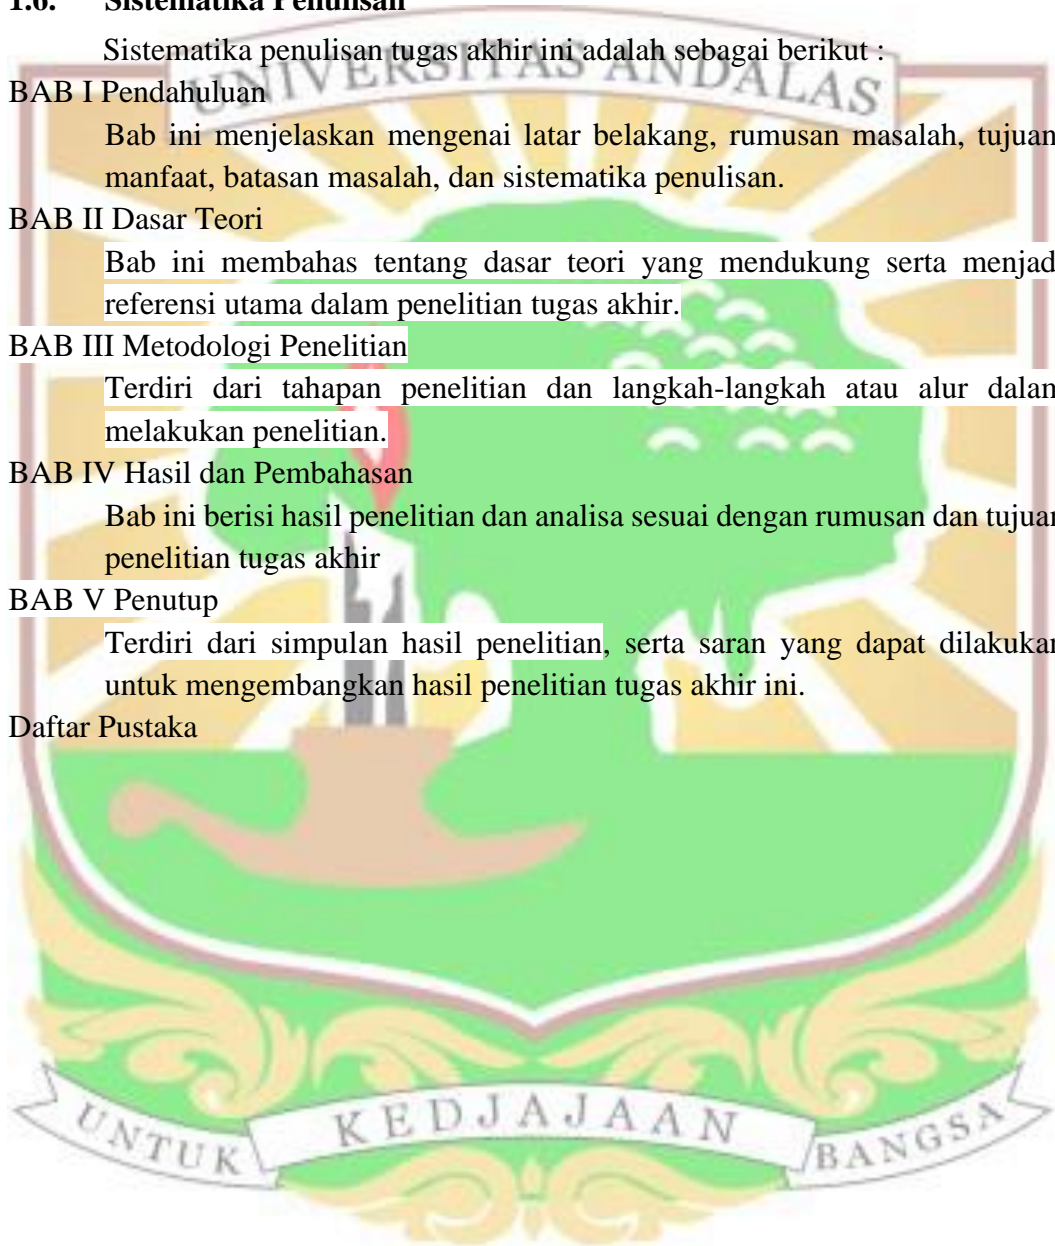 1.6. Sistematika Penulisan
Sistematika penulisan tugas akhir ini adalah sebagai berikut :
UNIVERSITAS ANDALAS
BAB I Pendahuluan
Bab ini menjelaskan mengenai latar belakang, rumusan masalah, tujuan
manfaat, batasan masalah, dan sistematika penulisan.
BAB II Dasar Teori
Bab ini membahas tentang dasar teori yang mendukung serta menjad
referensi utama dalam penelitian tugas akhir.
BAB III Metodologi Penelitian
Terdiri dari tahapan penelitian dan langkah-langkah atau alur dalam
melakukan penelitian.
BAB IV Hasil dan Pembahasan
Bab ini berisi hasil penelitian dan analisa sesuai dengan rumusan dan tujuan
penelitian tugas akhir
BAB V Penutup
Terdiri dari simpulan hasil penelitian, serta saran yang dapat dilakukan
untuk mengembangkan hasil penelitian tugas akhir ini.
Daftar Pustaka
UNTUK KEDJAJAAN BANGSA